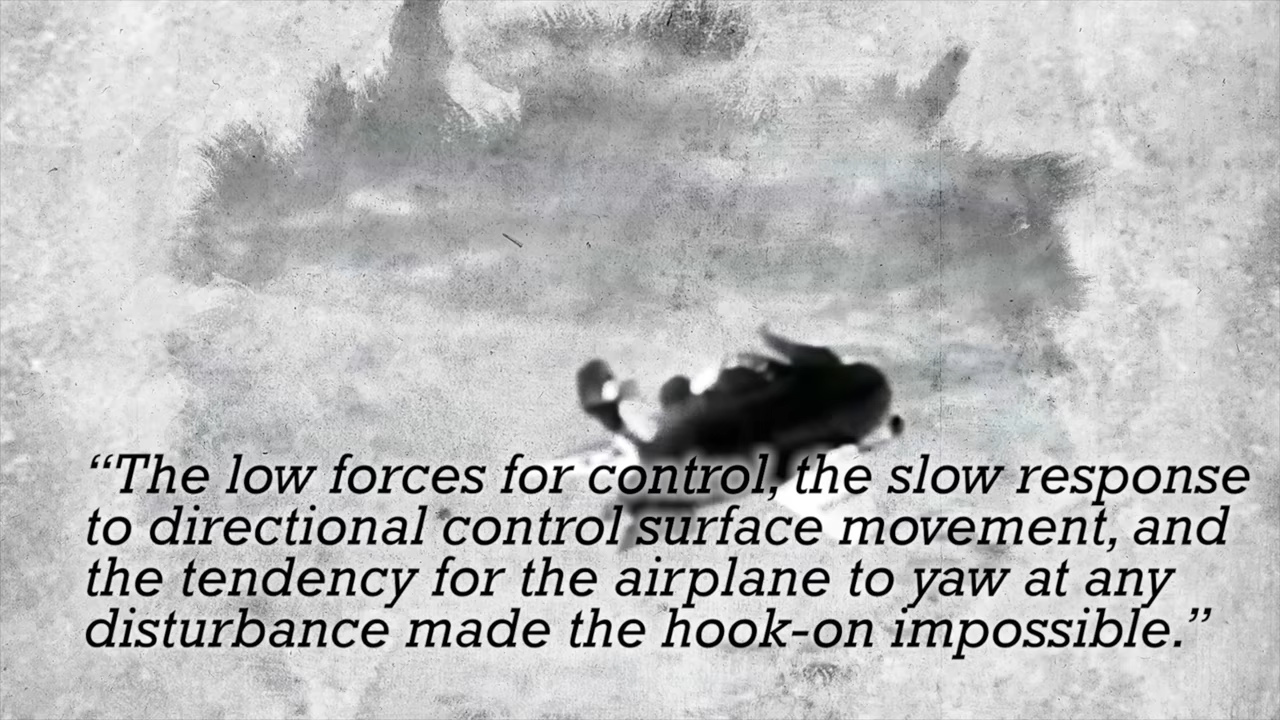 “The low forces for control, the slow response
to directional control surface movement, and
the tendency for the airplane to yaw at any
disturbance made the hook-on impossible.”